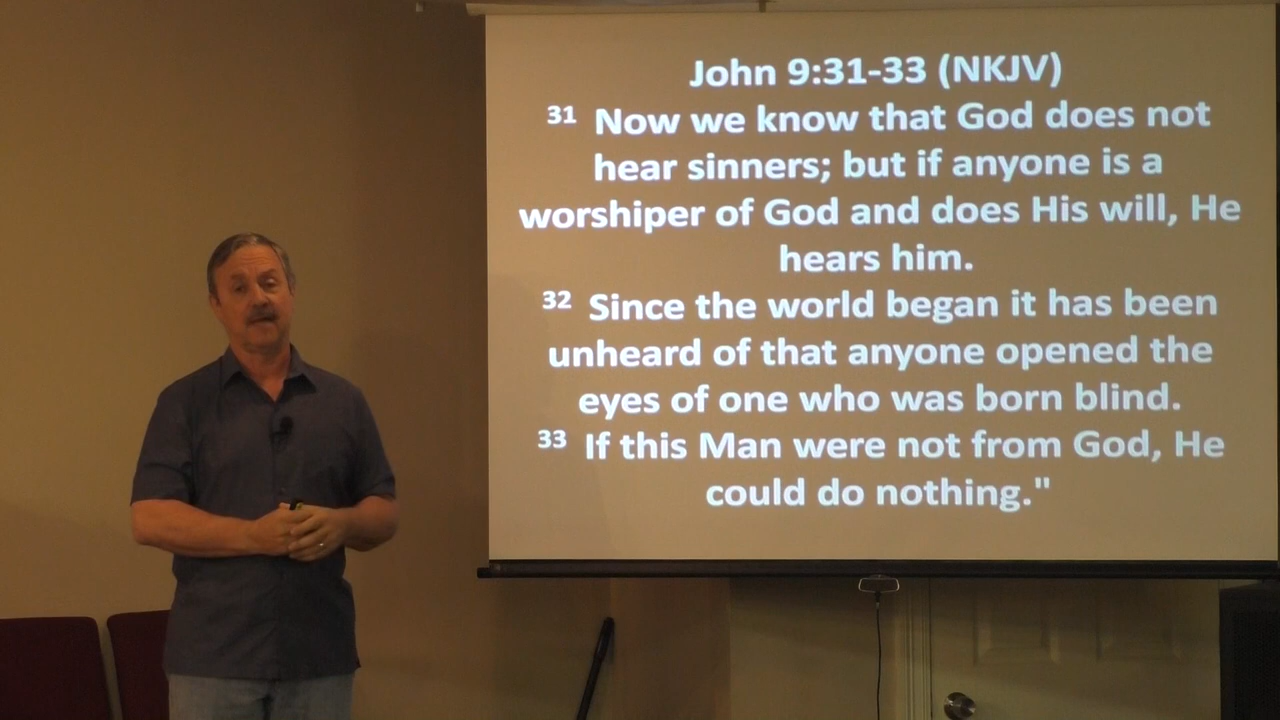 John 9:31-33 (NKJV)
31 Now we know that God does not
hear sinners; but if anyone is a
worshiper of God and does His will, He
hears him.
32 Since the world began it has been
unheard of that anyone opened the
eyes of one who was born blind.
33 If this Man were not from God, He
could do nothing."